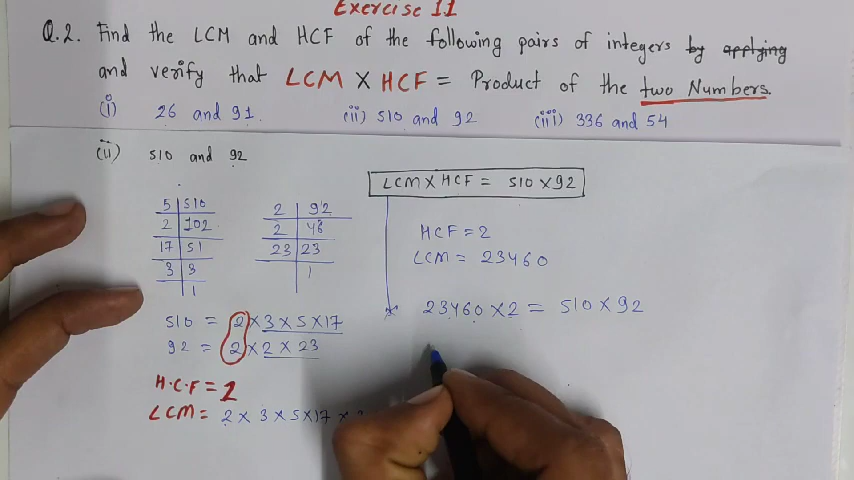 Exercise 11
Q.2. Find the LCM and HCF of the following pairs of integers by applying
and verify that LCM X HCF = Product of the two Numbers.
(i) 26 and 91. (ii) 510 and 92 (iii) 336 and 54
(ii) 510 and 92
LCM X HCF = 510 X 92
5 510
2 102
17 51
3 3
1
2 92
2 46
23 23
1
HCF = 2
LCM = 23460
23460 X 2 = 510 X 92
510 = 2 X 3 X 5 X 17
92 = 2 X 2 X 23
H.C.F = 2
LCM = 2 X 3 X 5 X 17 X